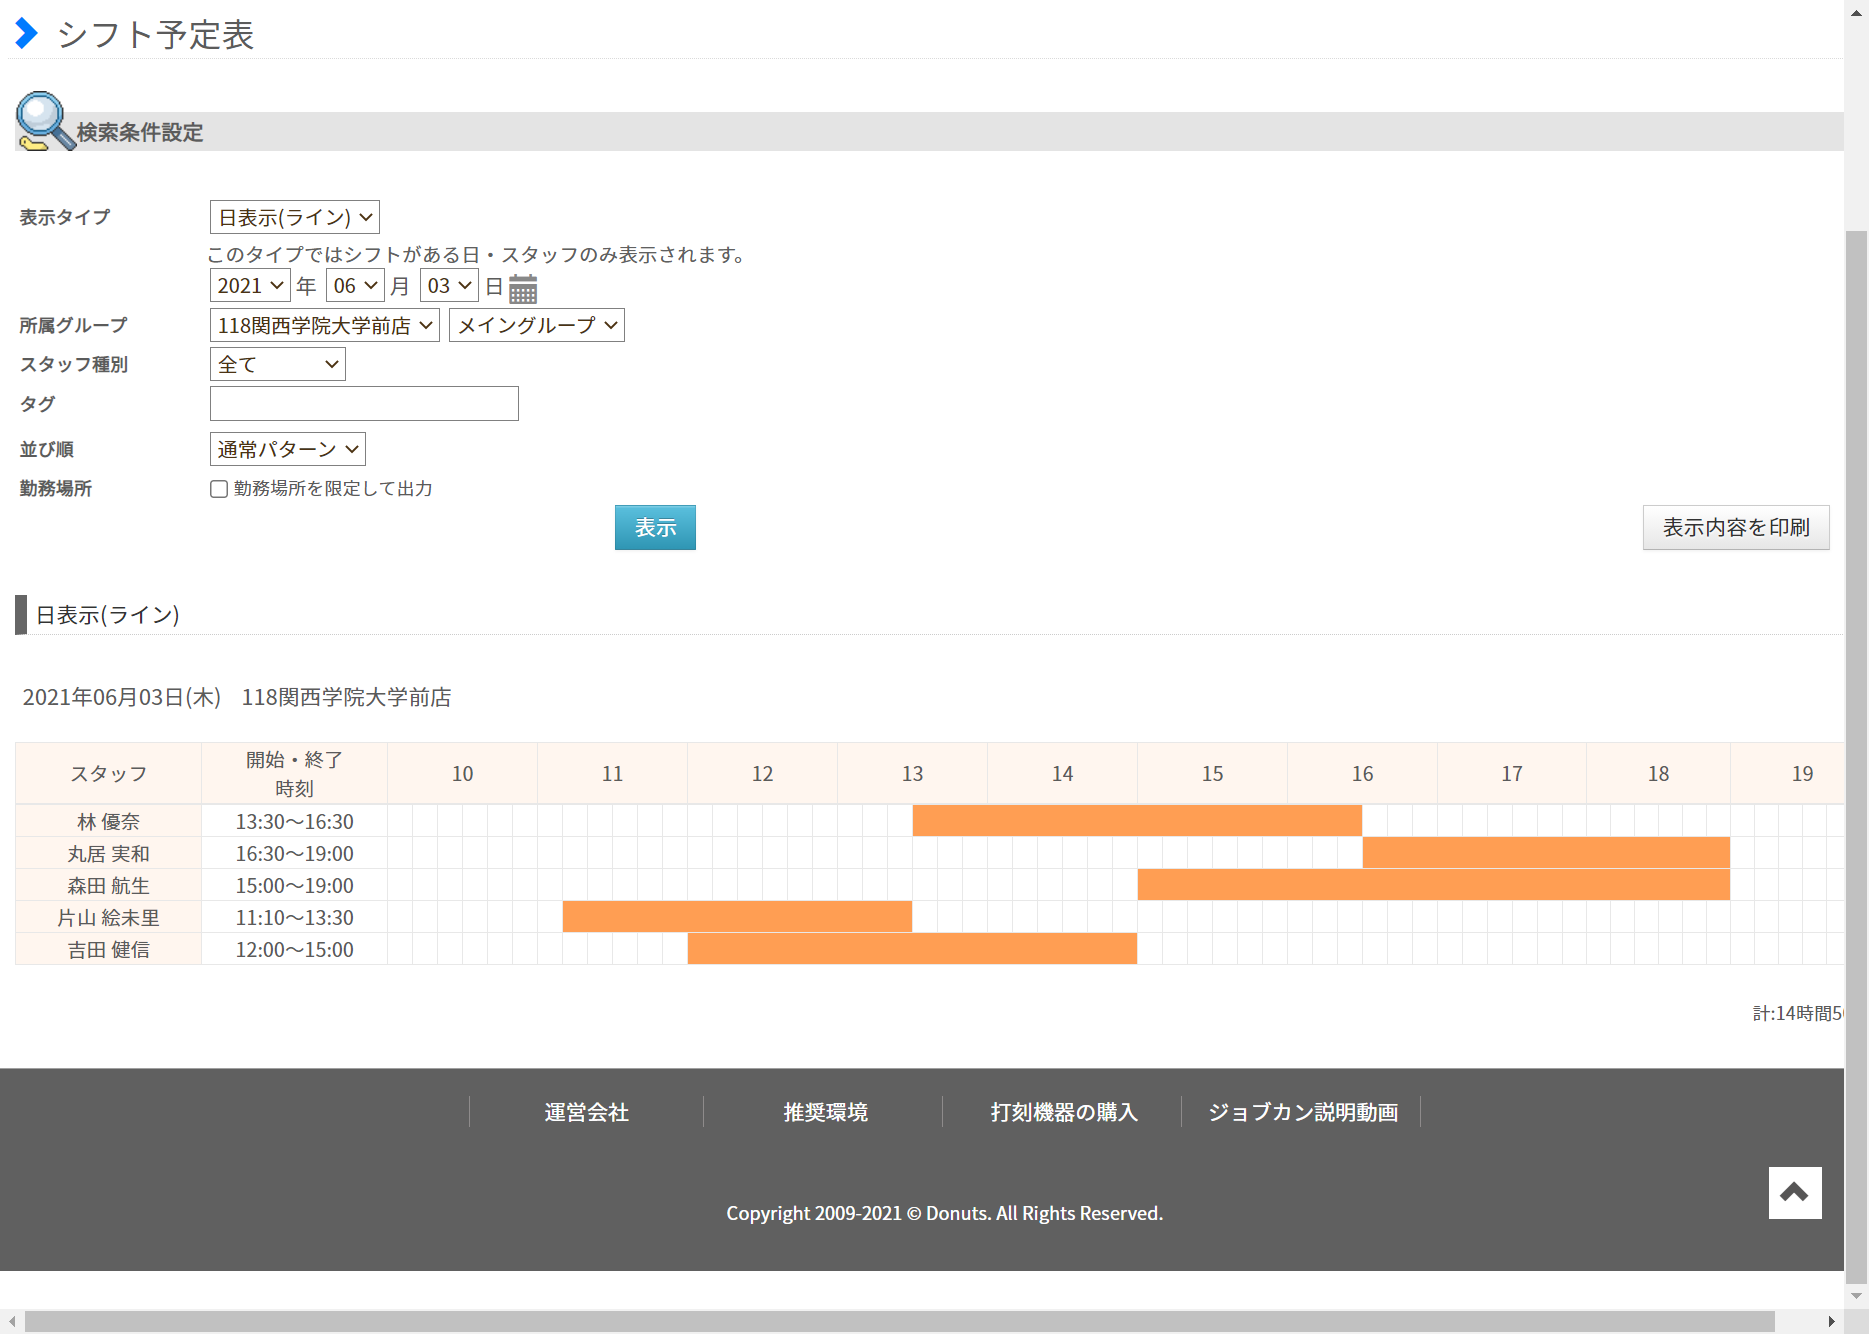 シフト予定表
検索条件設定
表示タイプ 日表示(ライン)
このタイプではシフトがある日・スタッフのみ表示されます。
2021 年 06 月 03 日
所属グループ 118関西学院大学前店 メイングループ
スタッフ種別 全て
タグ
並び順 通常パターン
勤務場所 勤務場所を限定して出力
表示 表示内容を印刷
日表示(ライン)
2021年06月03日(木) 118関西学院大学前店
スタッフ 開始・終了
時刻 10 11 12 13 14 15 16 17 18 19
林 優奈 13:30～16:30
丸居 実和 16:30～19:00
森田 航生 15:00～19:00
片山 絵未里 11:10～13:30
吉田 健信 12:00～15:00
計:14時間5
運営会社 推奨環境 打刻機器の購入 ジョブカン説明動画
Copyright 2009-2021 © Donuts. All Rights Reserved.